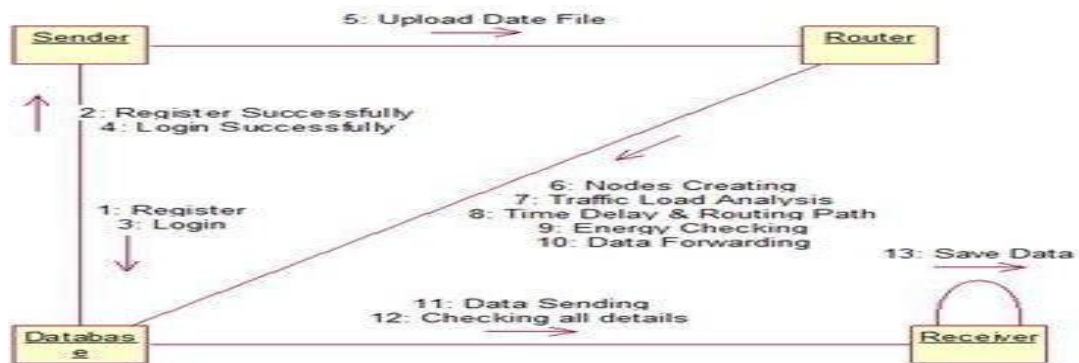 5: Upload Date File
Sender
Router
2: Register Successfully
4: Login Successfully
6: Nodes Creating
7: Traffic Load Analysis
8: Time Delay & Routing Path
9: Energy Checking
10: Data Forwarding
1: Register
3: Login
13: Save Data
11: Data Sending
12: Checking all details
Databas
e
Receiver